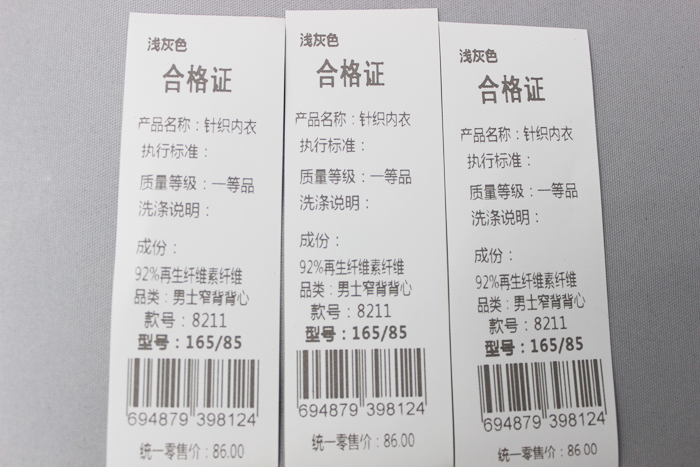 浅灰色
合格证
产品名称：针织内衣
执行标准：
质量等级：一等品
洗涤说明：
成份：
92%再生纤维素纤维
品类：男士窄背背心
款号：8211
型号：165/85
694879 398124
统一零售价：86.00
浅灰色
合格证
产品名称：针织内衣
执行标准：
质量等级：一等品
洗涤说明：
成份：
92%再生纤维素纤维
品类：男士窄背背心
款号：8211
型号：165/85
694879 398124
统一零售价：86.00
浅灰色
合格证
产品名称：针织内衣
执行标准：
质量等级：一等品
洗涤说明：
成份：
92%再生纤维素纤维
品类：男士窄背背心
款号：8211
型号：165/85
694879 398124
统一零售价：86.00